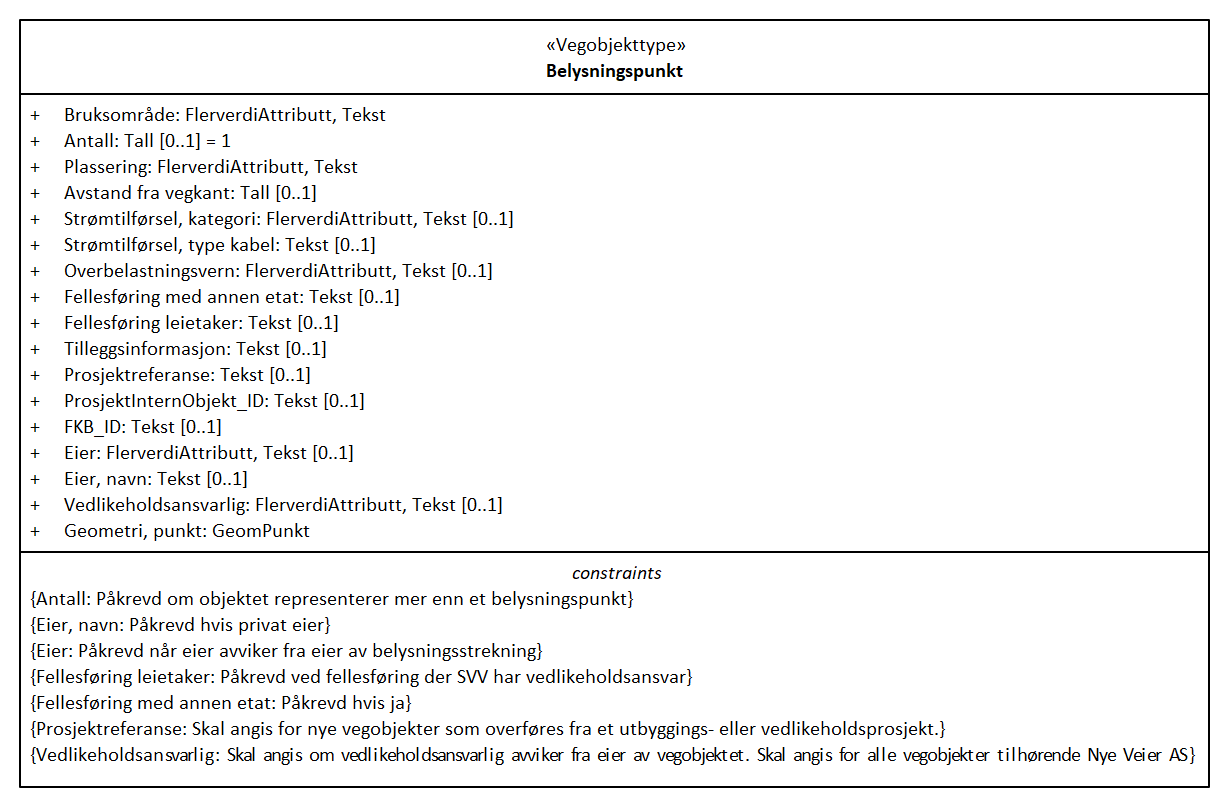 «Vegobjekttype»
Belysningspunkt
+ Bruksområde: FlerverdiAttributt, Tekst
+ Antall: Tall [0..1] = 1
+ Plassering: FlerverdiAttributt, Tekst
+ Avstand fra vegkant: Tall [0..1]
+ Strømtilførsel, kategori: FlerverdiAttributt, Tekst [0..1]
+ Strømtilførsel, type kabel: Tekst [0..1]
+ Overbelastningsvern: FlerverdiAttributt, Tekst [0..1]
+ Fellesføring med annen etat: Tekst [0..1]
+ Fellesføring leietaker: Tekst [0..1]
+ Tilleggsinformasjon: Tekst [0..1]
+ Prosjektreferanse: Tekst [0..1]
+ ProsjektInternObjekt_ID: Tekst [0..1]
+ FKB_ID: Tekst [0..1]
+ Eier: FlerverdiAttributt, Tekst [0..1]
+ Eier, navn: Tekst [0..1]
+ Vedlikeholdsansvarlig: FlerverdiAttributt, Tekst [0..1]
+ Geometri, punkt: GeomPunkt
constraints
{Antall: Påkrevd om objektet representerer mer enn et belysningspunkt}
{Eier, navn: Påkrevd hvis privat eier}
{Eier: Påkrevd når eier avviker fra eier av belysningsstrekning}
{Fellesføring leietaker: Påkrevd ved fellesføring der SVV har vedlikeholdsansvar}
{Fellesføring med annen etat: Påkrevd hvis ja}
{Prosjektreferanse: Skal angis for nye vegobjekter som overføres fra et utbyggings- eller vedlikeholdsprosjekt.}
{Vedlikeholdsansvarlig: Skal angis om vedlikeholdsansvarlig avviker fra eier av vegobjektet. Skal angis for alle vegobjekter tilhørende Nye Veier AS}